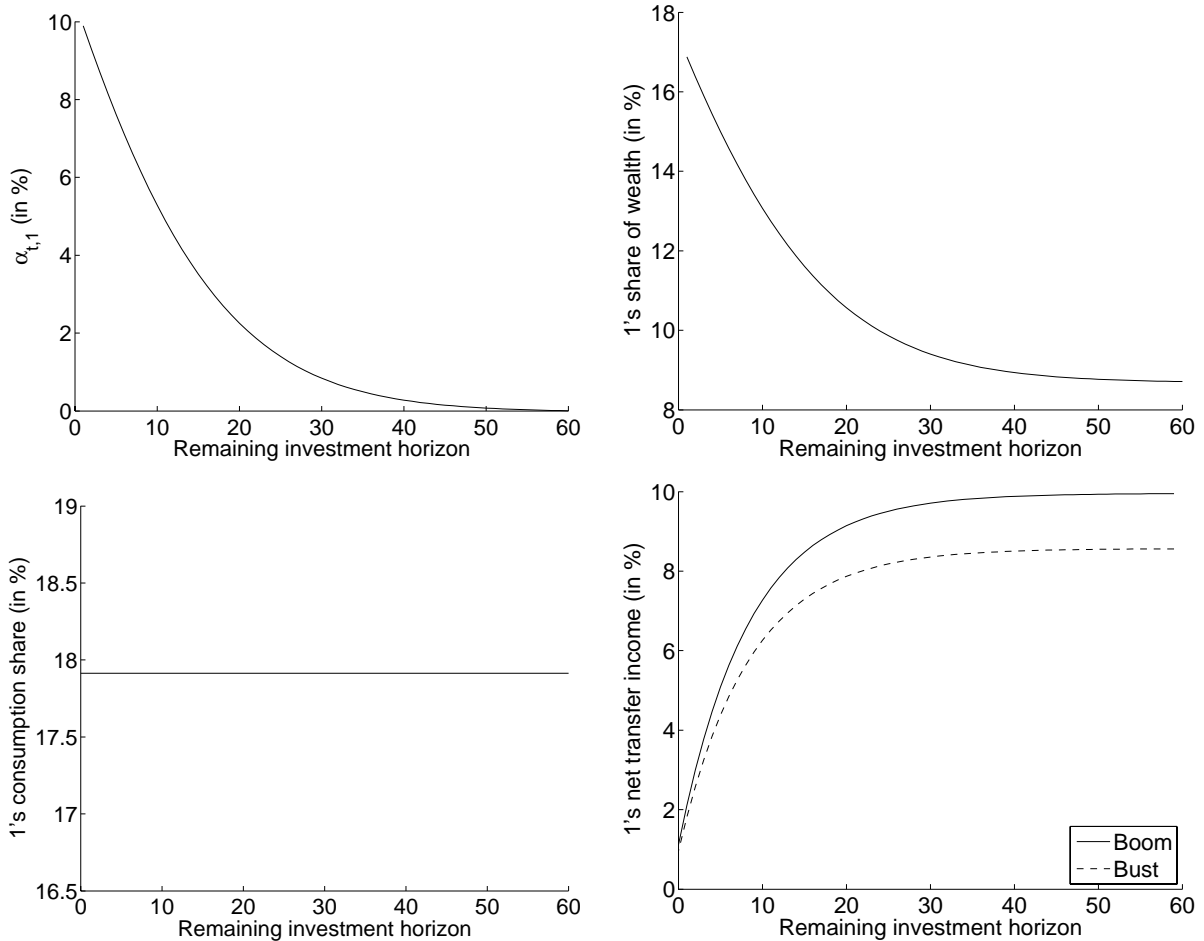 10
8
6
4
2
0
α t,1 (in %)
0 10 20 30 40 50 60
Remaining investment horizon
18
16
14
12
10
8
1's share of wealth (in %)
0 10 20 30 40 50 60
Remaining investment horizon
19
18.5
18
17.5
17
16.5
1's consumption share (in %)
0 10 20 30 40 50 60
Remaining investment horizon
10
8
6
4
2
0
1's net transfer income (in %)
Boom
Bust
0 10 20 30 40 50 60
Remaining investment horizon